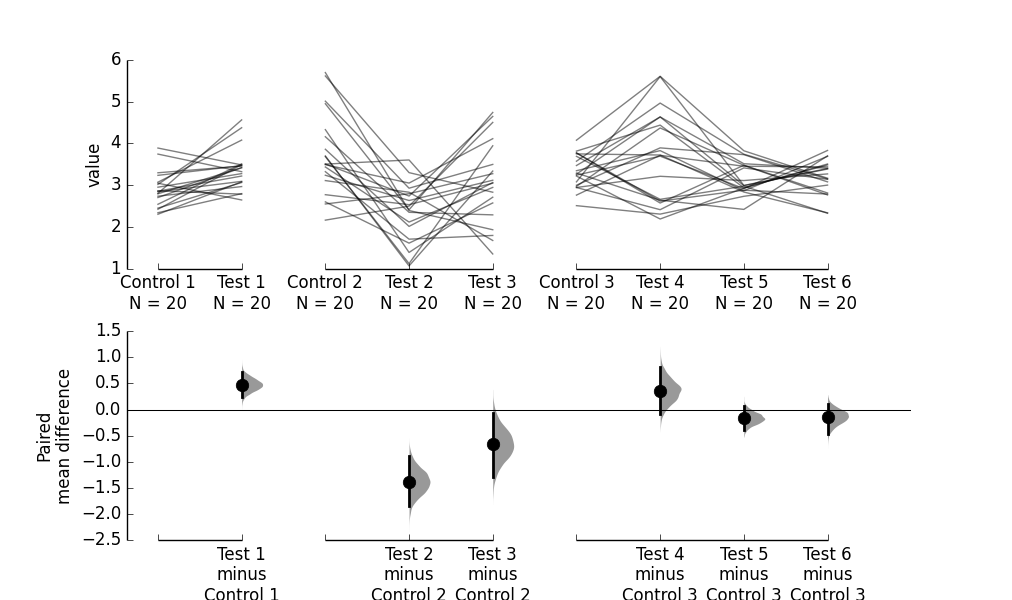 6
5
4
3
2
1
value
Control 1 Test 1 Control 2 Test 2 Test 3 Control 3 Test 4 Test 5 Test 6
N = 20 N = 20 N = 20 N = 20 N = 20 N = 20 N = 20 N = 20 N = 20
1.5
1.0
0.5
0.0
−0.5
−1.0
−1.5
−2.0
−2.5
Paired
mean difference
Test 1 Test 2 Test 3 Test 4 Test 5 Test 6
minus minus minus minus minus minus
Control 1 Control 2 Control 2 Control 3 Control 3 Control 3